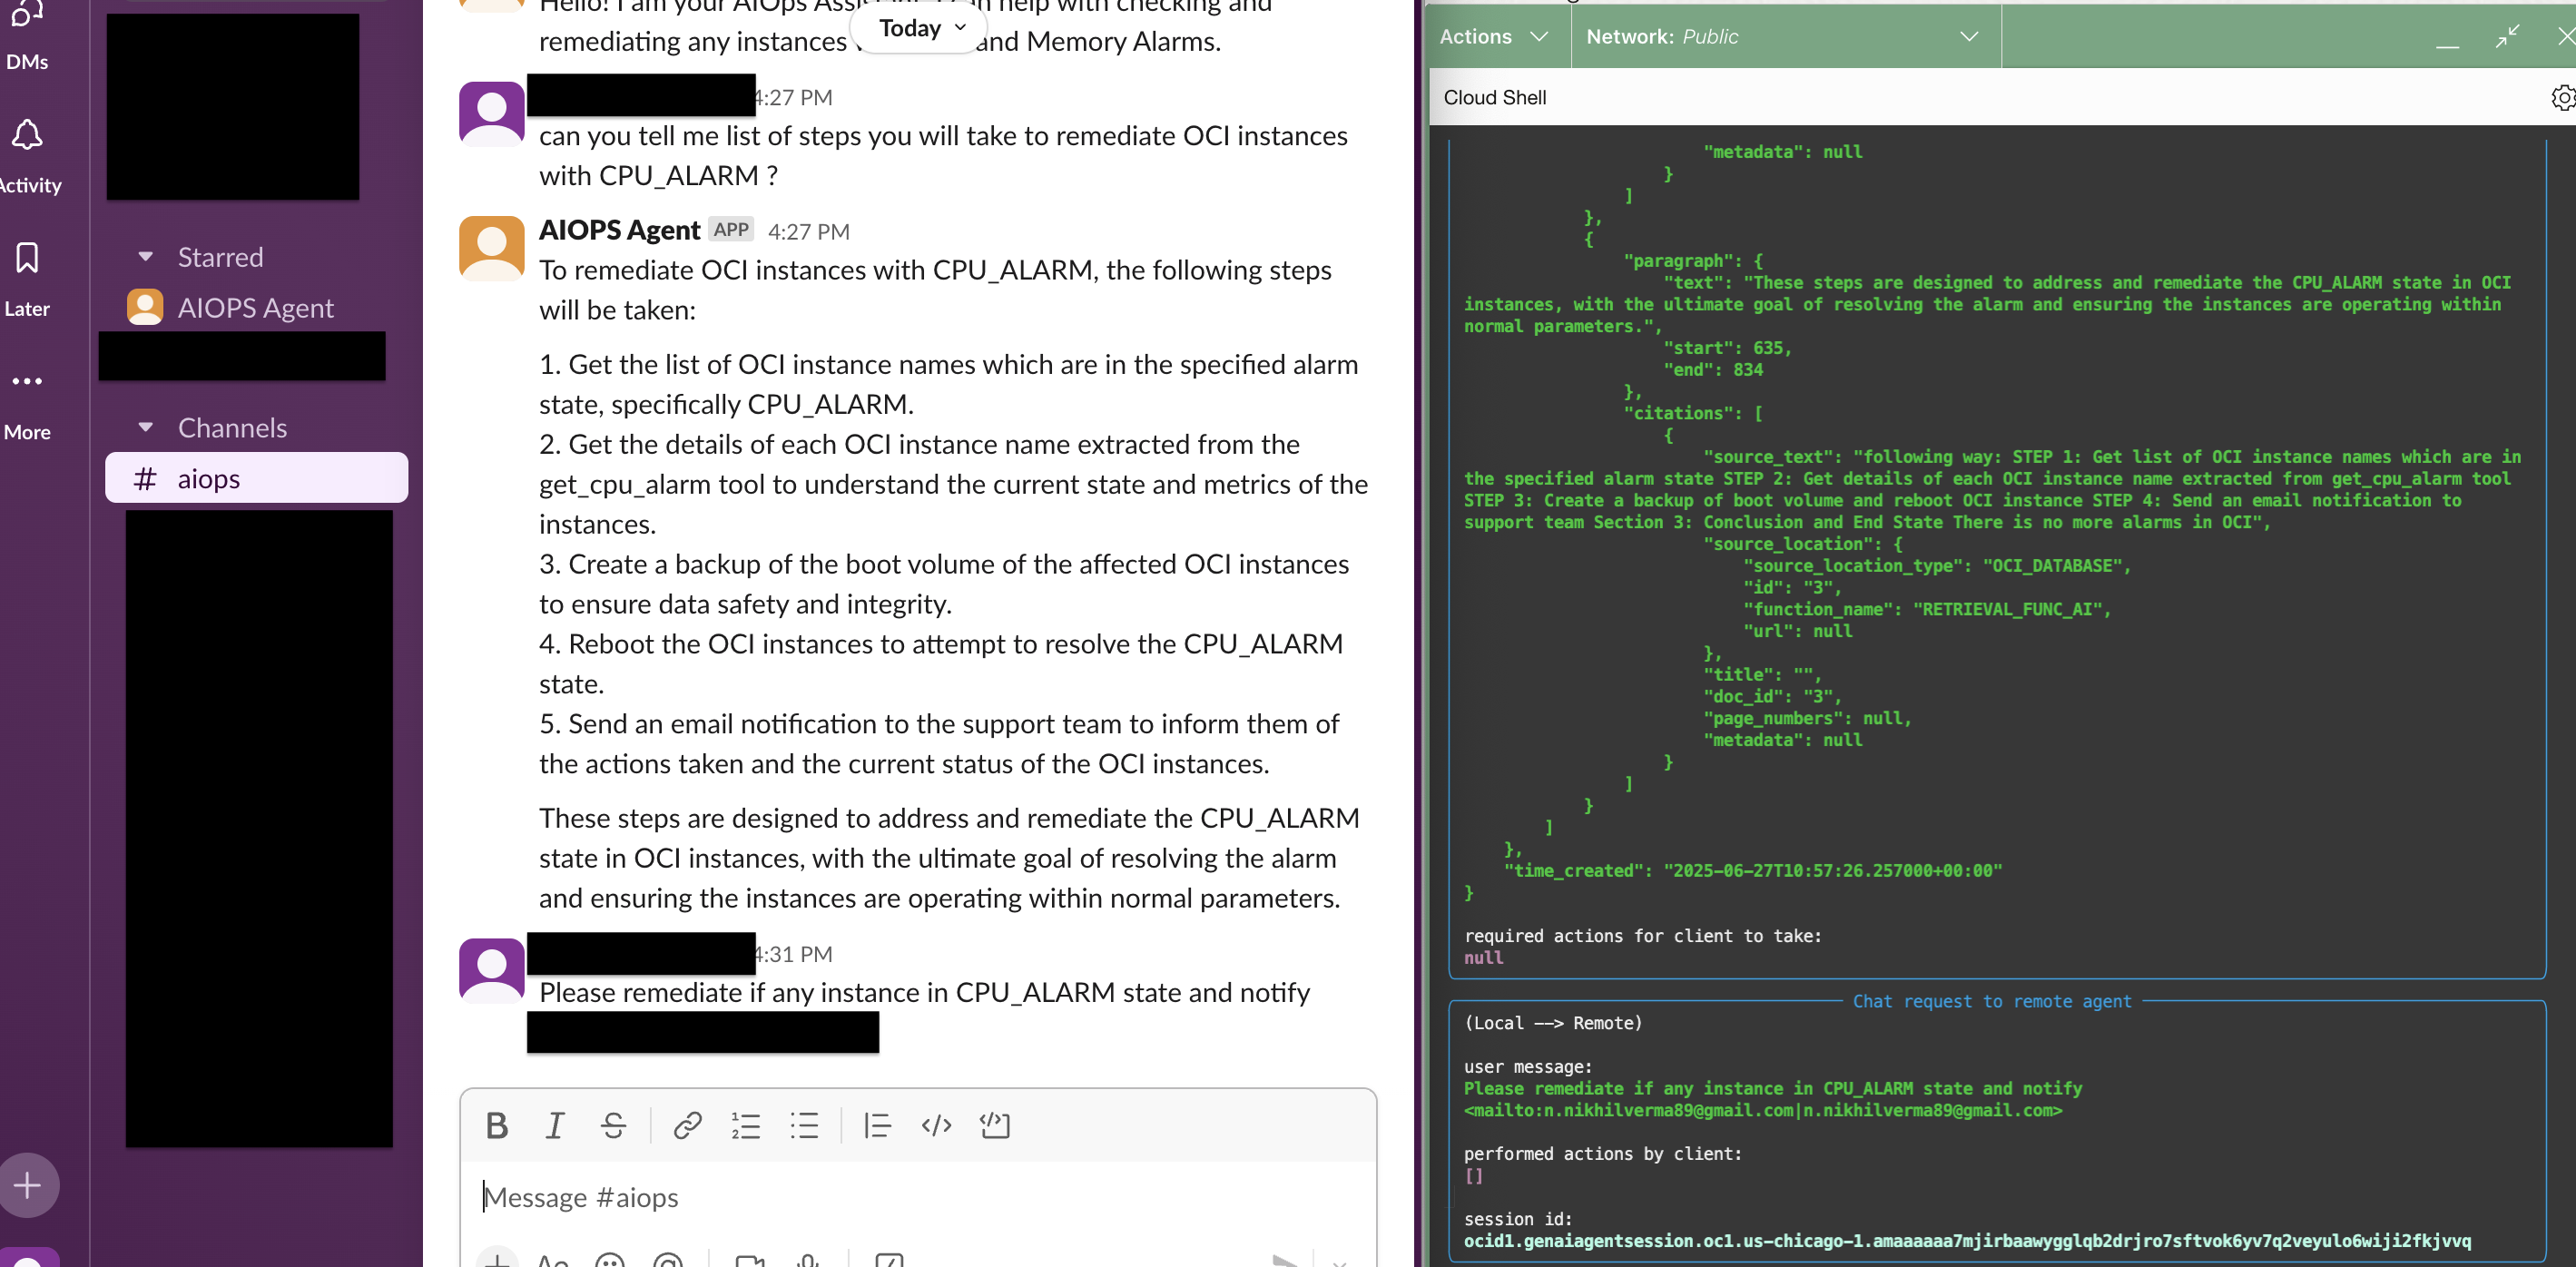 DMs
Activity
Later
More
Starred
AIOPS Agent
Channels
# aiops
Today
remediating any instances
and Memory Alarms.
4:27 PM
can you tell me list of steps you will take to remediate OCI instances
with CPU_ALARM ?
AIOPS Agent APP 4:27 PM
To remediate OCI instances with CPU_ALARM, the following steps
will be taken:
1. Get the list of OCI instance names which are in the specified alarm
state, specifically CPU_ALARM.
2. Get the details of each OCI instance name extracted from the
get_cpu_alarm tool to understand the current state and metrics of the
instances.
3. Create a backup of the boot volume of the affected OCI instances
to ensure data safety and integrity.
4. Reboot the OCI instances to attempt to resolve the CPU_ALARM
state.
5. Send an email notification to the support team to inform them of
the actions taken and the current status of the OCI instances.
These steps are designed to address and remediate the CPU_ALARM
state in OCI instances, with the ultimate goal of resolving the alarm
and ensuring the instances are operating within normal parameters.
4:31 PM
Please remediate if any instance in CPU_ALARM state and notify
Message #aiops
Actions
Network: Public
Cloud Shell
"metadata": null
}
]
},
{
"paragraph": {
"text": "These steps are designed to address and remediate the CPU_ALARM state in OCI
instances, with the ultimate goal of resolving the alarm and ensuring the instances are operating within
normal parameters.",
"start": 635,
"end": 834
},
"citations": [
{
"source_text": "following way: STEP 1: Get list of OCI instance names which are in
the specified alarm state STEP 2: Get details of each OCI instance name extracted from get_cpu_alarm tool
STEP 3: Create a backup of boot volume and reboot OCI instance STEP 4: Send an email notification to
support team Section 3: Conclusion and End State There is no more alarms in OCI",
"source_location": {
"source_location_type": "OCI_DATABASE",
"id": "3",
"function_name": "RETRIEVAL_FUNC_AI",
"url": null
},
"title": "",
"doc_id": "3",
"page_numbers": null,
"metadata": null
}
]
}
]
},
"time_created": "2025-06-27T10:57:26.257000+00:00"
}
required actions for client to take:
null
Chat request to remote agent
(Local --> Remote)
user message:
Please remediate if any instance in CPU_ALARM state and notify
<mailto:n.nikhilverma89@gmail.com|n.nikhilverma89@gmail.com>
performed actions by client:
[]
session id:
ocid1.genaiagentsession.oc1.us-chicago-1.amaaaaaa7mjirbaawygglqb2drjro7sftvok6yv7q2veyulo6wiji2fkjvvq